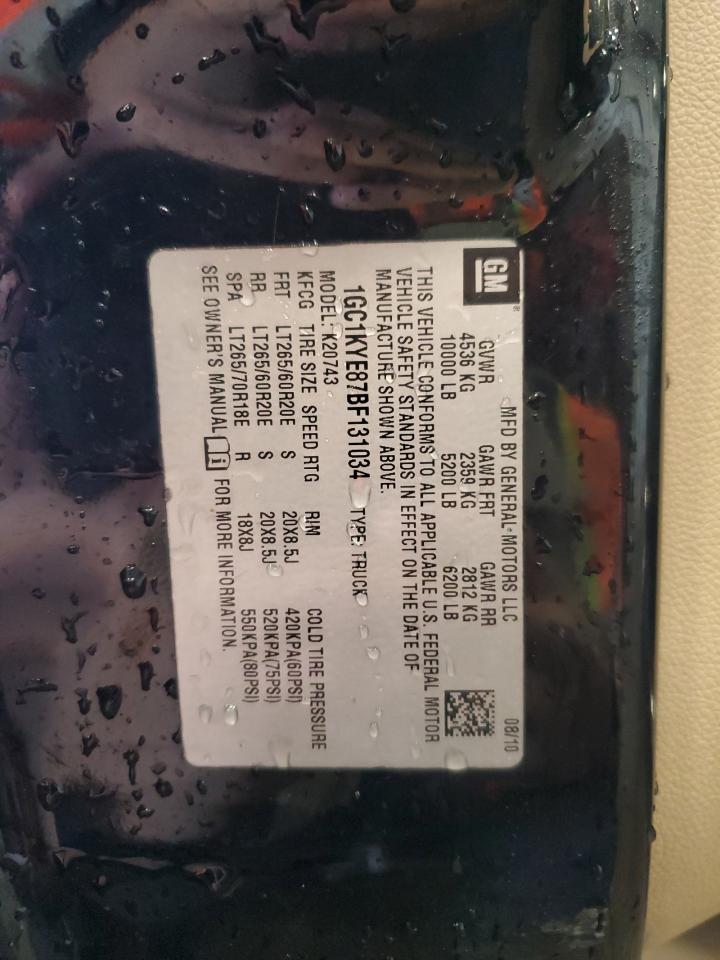 GM®
MFD BY GENERAL MOTORS LLC 08/10
GVWR GAWR FRT GAWR RR
4536 KG 2359 KG 2812 KG
10000 LB 5200 LB 6200 LB
THIS VEHICLE CONFORMS TO ALL APPLICABLE U.S. FEDERAL MOTOR
VEHICLE SAFETY STANDARDS IN EFFECT ON THE DATE OF
MANUFACTURE SHOWN ABOVE.
1GC1KYE87BF131034 TYPE: TRUCK
MODEL: K20743
KFCG TIRE SIZE SPEED RTG RIM COLD TIRE PRESSURE
FRT LT265/60R20E S 20X8.5J 420KPA(60PSI)
RR LT265/60R20E S 20X8.5J 520KPA(75PSI)
SPA LT265/70R18E R 18X8J 550KPA(80PSI)
SEE OWNER'S MANUAL i FOR MORE INFORMATION.